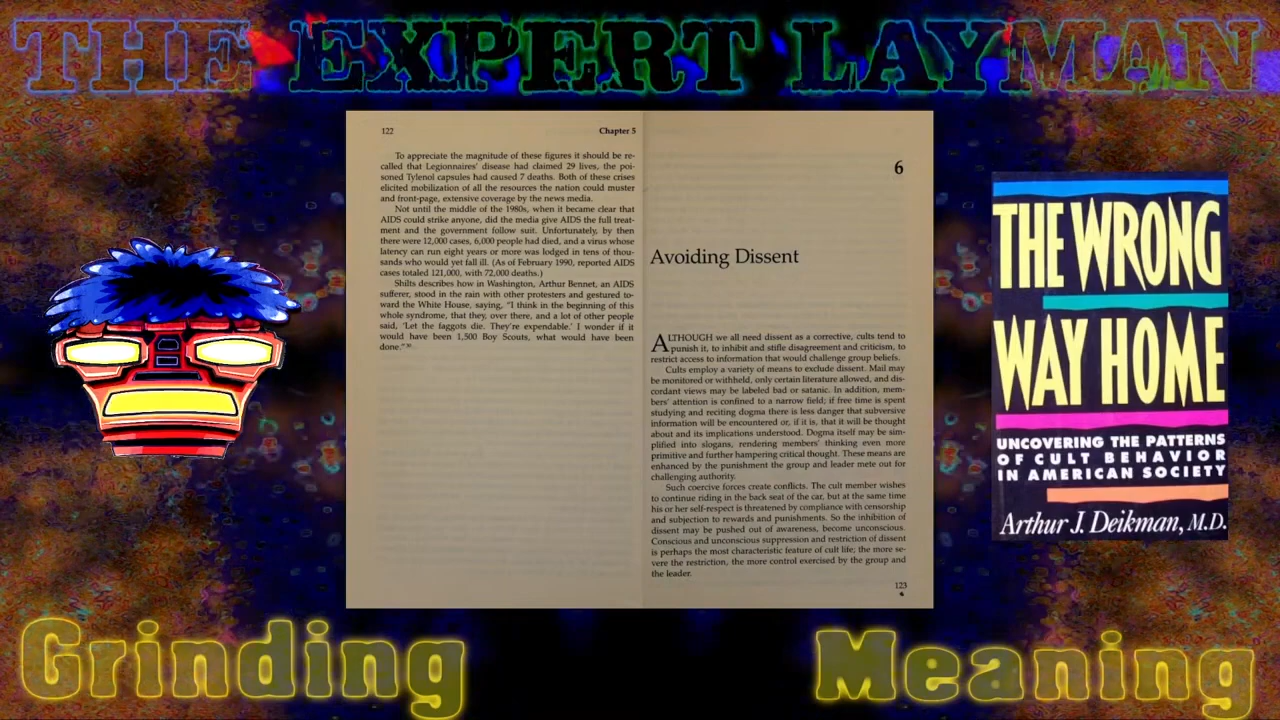 THE EXPERT LAYMAN
122
Chapter 5
To appreciate the magnitude of these figures it should be re-
called that Legionnaires' disease had claimed 29 lives, the poi-
soned Tylenol capsules had caused 7 deaths. Both of these crises
elicited mobilization of all the resources the nation could muster
and front-page, extensive coverage by the news media.
Not until the middle of the 1980s, when it became clear that
AIDS could strike anyone, did the media give AIDS the full treat-
ment and the government follow suit. Unfortunately, by then
there were 12,000 cases, 6,000 people had died, and a virus whose
latency can run eight years or more was lodged in tens of thou-
sands who would yet fall ill. (As of February 1990, reported AIDS
cases totaled 121,000, with 72,000 deaths.)
Shilts describes how in Washington, Arthur Bennet, an AIDS
sufferer, stood in the rain with other protesters and gestured to-
ward the White House, saying, "I think in the beginning of this
whole syndrome, that they, over there, and a lot of other people
said, 'Let the faggots die. They're expendable.' I wonder if it
would have been 1,500 Boy Scouts, what would have been
done."
6
Avoiding Dissent
ALTHOUGH we all need dissent as a corrective, cults tend to
punish it, to inhibit and stifle disagreement and criticism, to
restrict access to information that would challenge group beliefs.
Cults employ a variety of means to exclude dissent. Mail may
be monitored or withheld, only certain literature allowed, and dis-
cordant views may be labeled bad or satanic. In addition, mem-
bers' attention is confined to a narrow field; if free time is spent
studying and reciting dogma there is less danger that subversive
information will be encountered or, if it is, that it will be thought
about and its implications understood. Dogma itself may be sim-
plified into slogans, rendering members' thinking even more
primitive and further hampering critical thought. These means are
enhanced by the punishment the group and leader mete out for
challenging authority.
Such coercive forces create conflicts. The cult member wishes
to continue riding in the back seat of the car, but at the same time
his or her self-respect is threatened by compliance with censorship
and subjection to rewards and punishments. So the inhibition of
dissent may be pushed out of awareness, become unconscious.
Conscious and unconscious suppression and restriction of dissent
is perhaps the most characteristic feature of cult life; the more se-
vere the restriction, the more control exercised by the group and
the leader.
123
THE WRONG
WAY HOME
UNCOVERING THE PATTERNS
OF CULT BEHAVIOR
IN AMERICAN SOCIETY
Arthur J. Deikman, M.D.
Grinding
Meaning